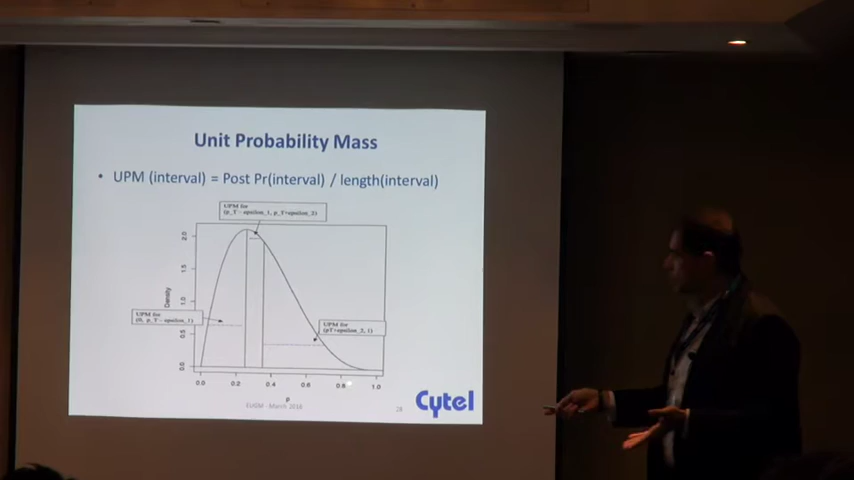 Unit Probability Mass
• UPM (interval) = Post Pr(interval) / length(interval)
UPM for
(p_T - epsilon_1, p_T+epsilon_2)
2.0
1.5
Density
1.0
UPM for
(0, p_T - epsilon_1)
UPM for
(pT+epsilon_2, 1)
0.5
0.0
0.0 0.2 0.4 0.6 0.8 1.0
p
EUGM - March 2018
28
Cytel